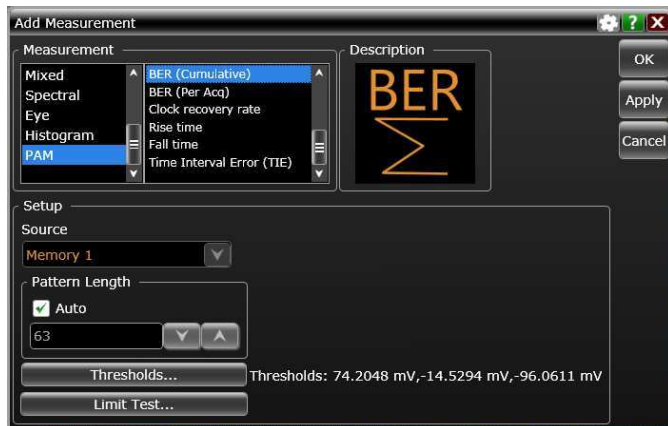 Add Measurement
?
X
Measurement
Mixed
Spectral
Eye
Histogram
PAM
BER (Cumulative)
BER (Per Acq)
Clock recovery rate
Rise time
Fall time
Time Interval Error (TIE)
Description
BER
Σ
OK
Apply
Cancel
Setup
Source
Memory 1
Pattern Length
Auto
63
Thresholds...
Thresholds: 74.2048 mV,-14.5294 mV,-96.0611 mV
Limit Test...